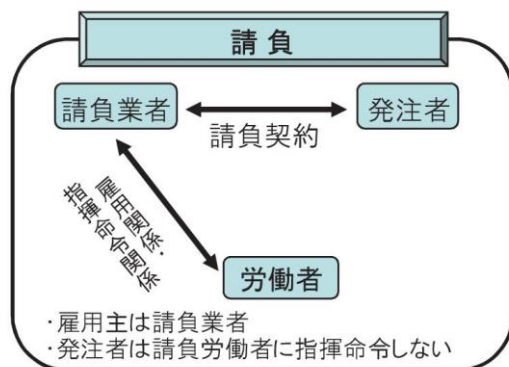 請負
請負業者
発注者
請負契約
雇用関係・
指揮命令関係
労働者
・雇用主は請負業者
・発注者は請負労働者に指揮命令しない